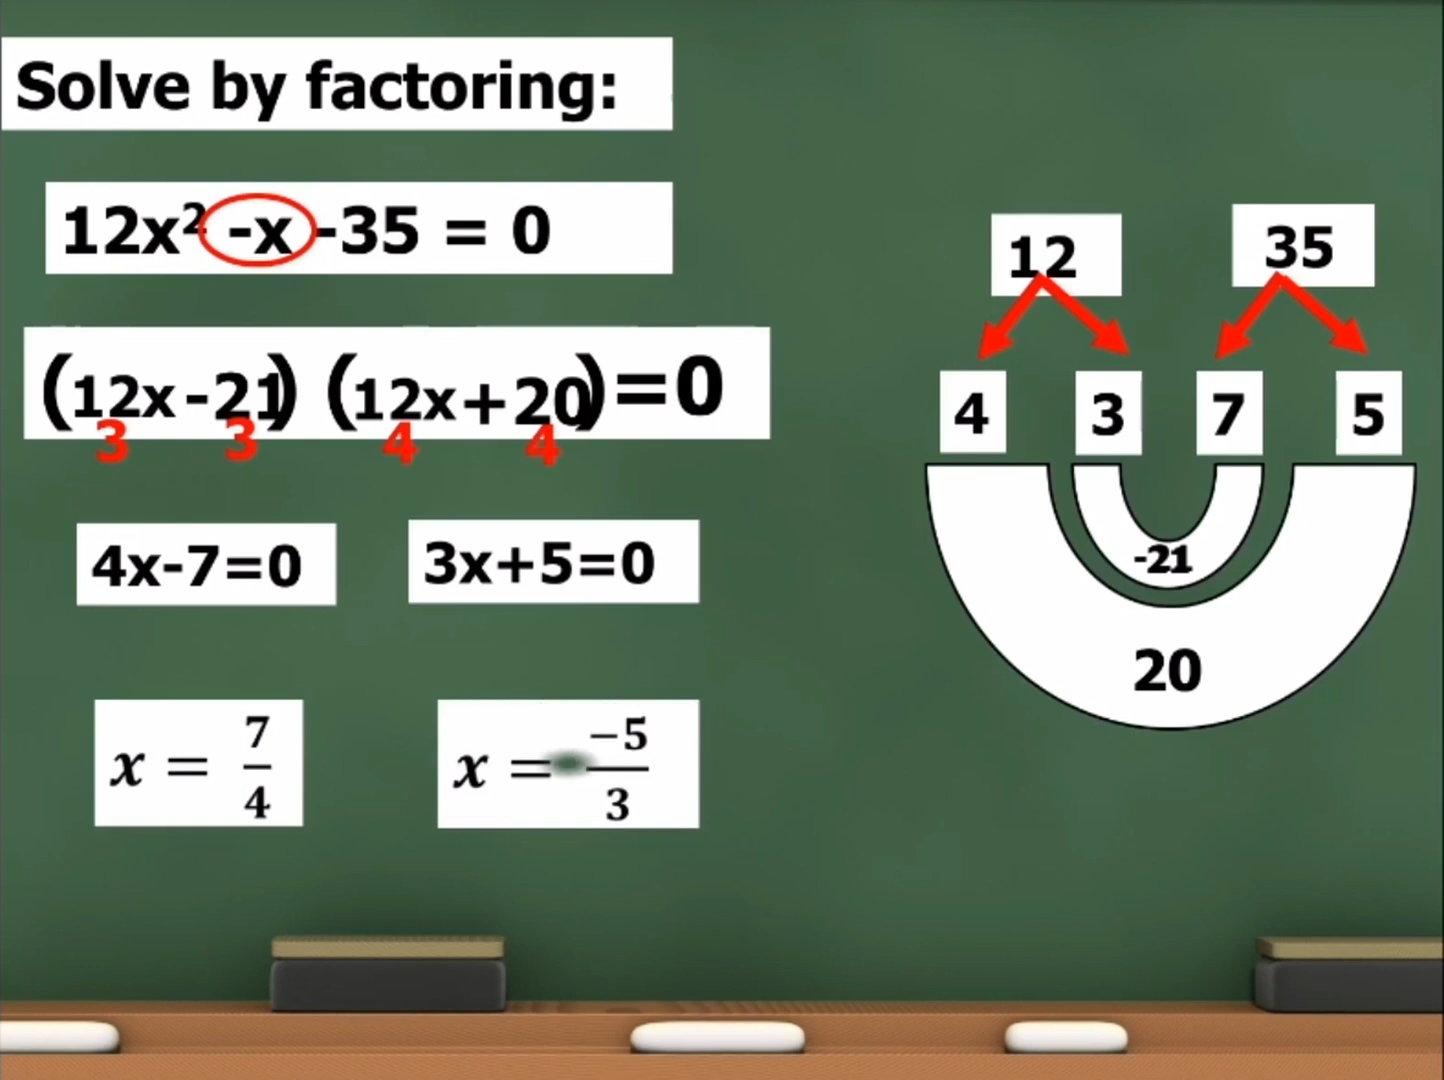 Solve by factoring:
12x² -x -35 = 0
(12x-21) (12x+20)=0
3 3 4 4
4x-7=0
3x+5=0
x = 7/4
x = −5/3
12
35
4
3
7
5
-21
20